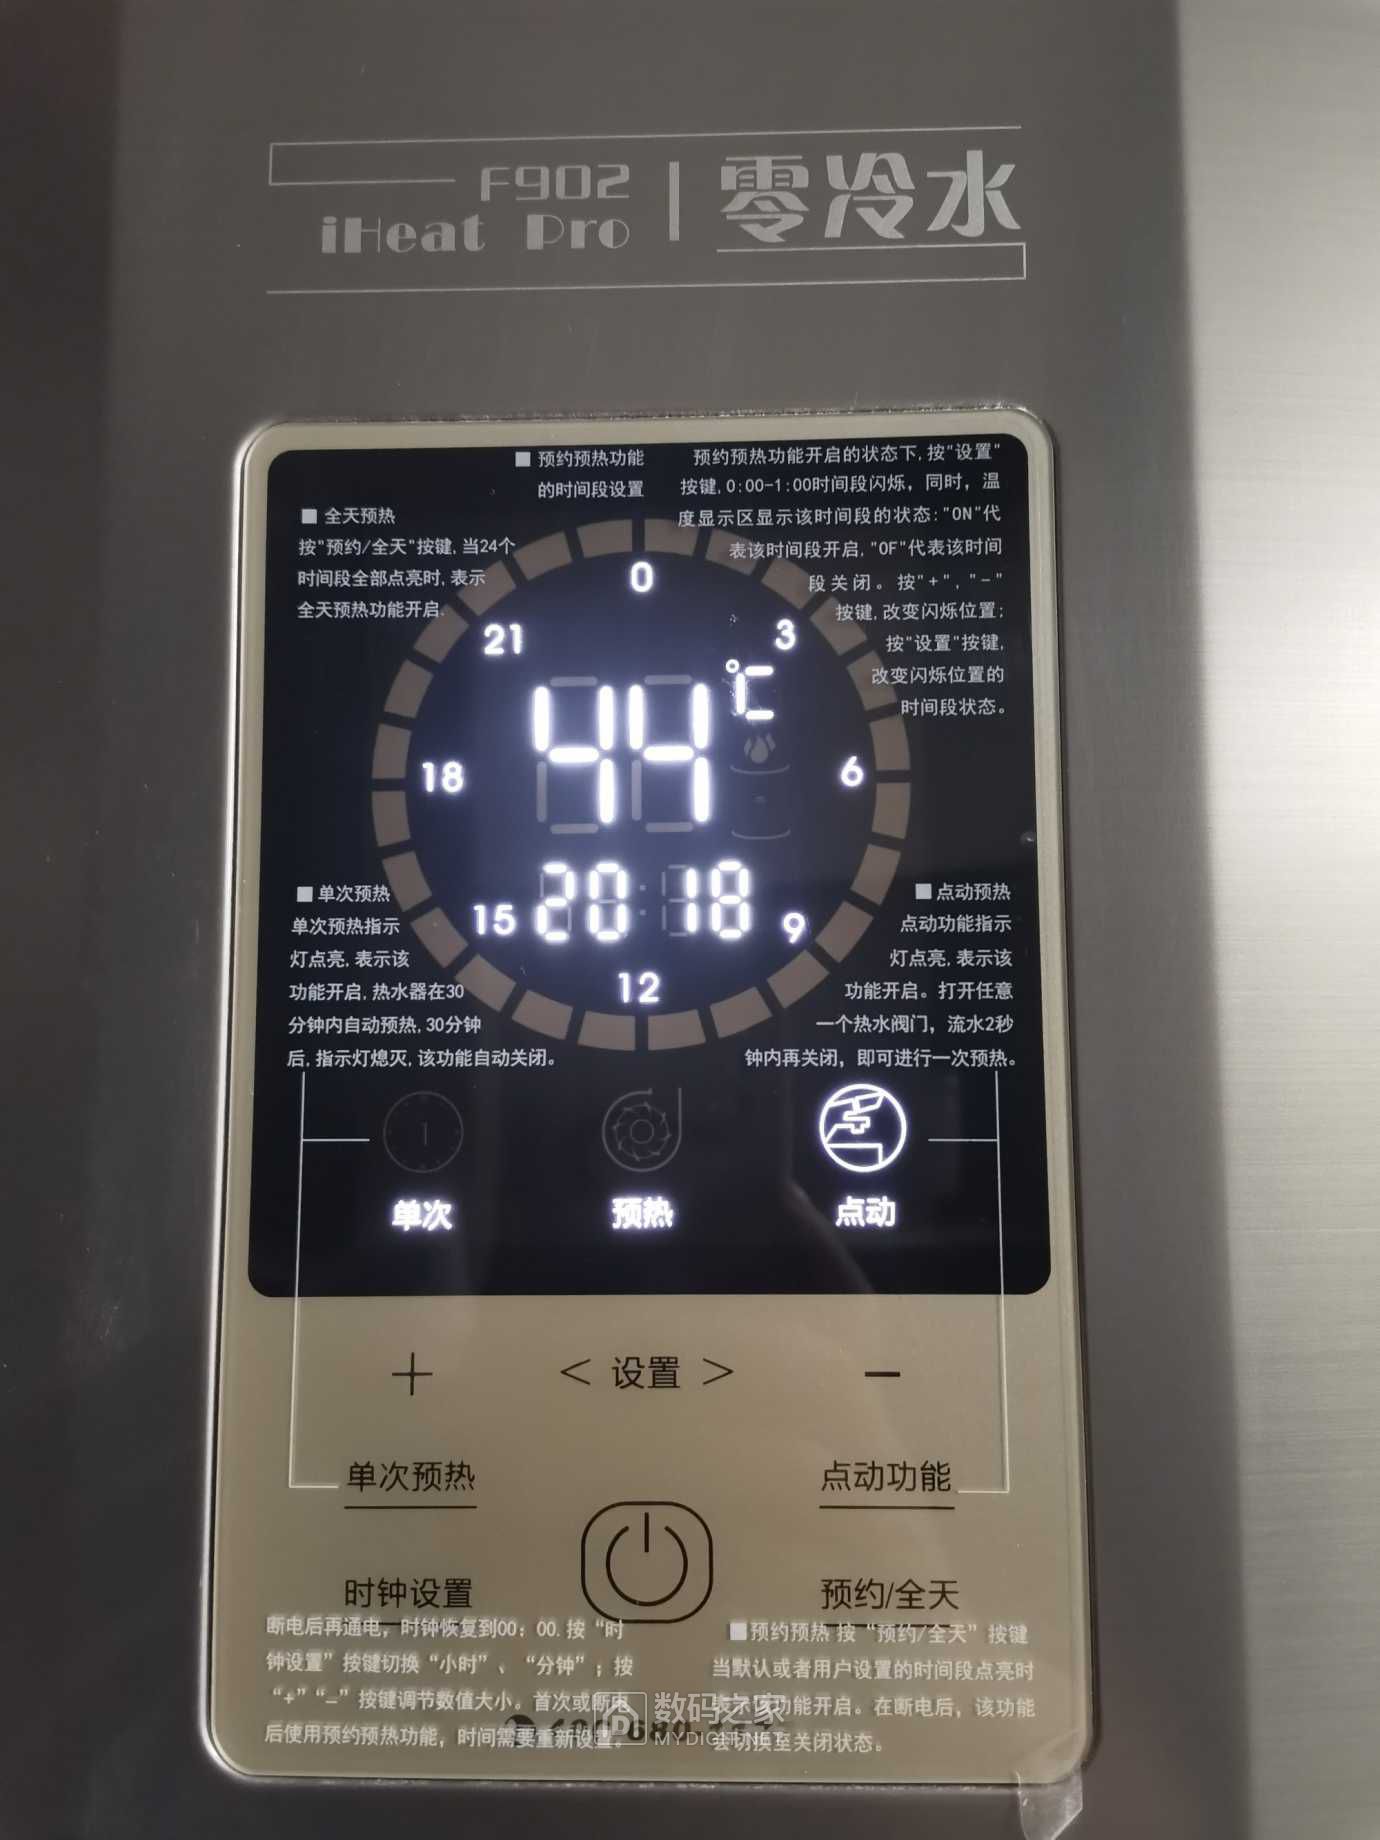 F902
iHeat Pro
零冷水
■ 预约预热功能
的时间段设置
预约预热功能开启的状态下,按"设置"
按键,0:00-1:00时间段闪烁，同时，温
度显示区显示该时间段的状态:"ON"代
表该时间段开启,"OF"代表该时间
段关闭。按"+","-"
按键,改变闪烁位置;
按"设置"按键,
改变闪烁位置的
时间段状态。
■ 全天预热
按"预约/全天"按键,当24个
时间段全部点亮时,表示
全天预热功能开启.
0
21
3
44℃
18
6
20:18
15
9
12
■ 单次预热
单次预热指示
灯点亮,表示该
功能开启,热水器在30
分钟内自动预热,30分钟
后,指示灯熄灭,该功能自动关闭。
■点动预热
点动功能指示
灯点亮,表示该
功能开启。打开任意
一个热水阀门，流水2秒
钟内再关闭，即可进行一次预热。
1
单次
预热
点动
+
< 设置 >
−
单次预热
点动功能
时钟设置
预约/全天
断电后再通电，时钟恢复到00：00.按“时
钟设置”按键切换“小时”、“分钟”；按
“+”“−”按键调节数值大小。首次或断电
后使用预约预热功能，时间需要重新设置。
■预约预热 按“预约/全天”按键
当默认或者用户设置的时间段点亮时
表示该功能开启。在断电后，该功能
会切换至关闭状态。
数码之家
MYDIGIT.NET